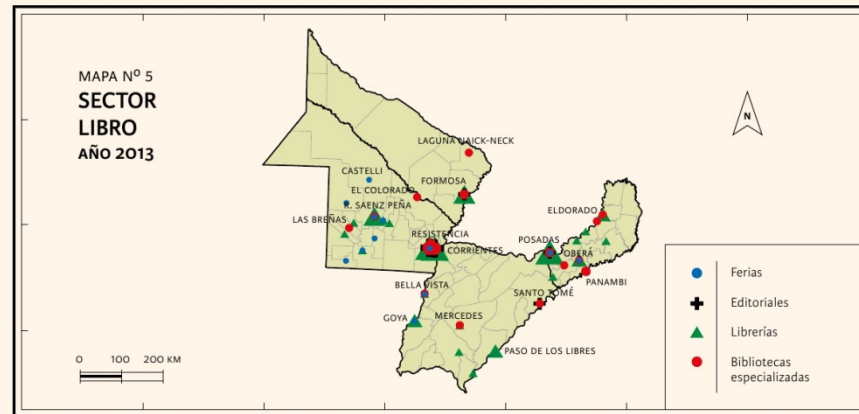 MAPA Nº 5
SECTOR
LIBRO
AÑO 2013
N
LAGUNA NAICK-NECK
CASTELLI
FORMOSA
EL COLORADO
R. SAENZ PEÑA
ELDORADO
LAS BREÑAS
RESISTENCIA
POSADAS
CORRIENTES
OBERÁ
PANAMBI
BELLA VISTA
SANTO TOMÉ
GOYA
MERCEDES
PASO DE LOS LIBRES
0 100 200 KM
Ferias
Editoriales
Librerías
Bibliotecas
especializadas